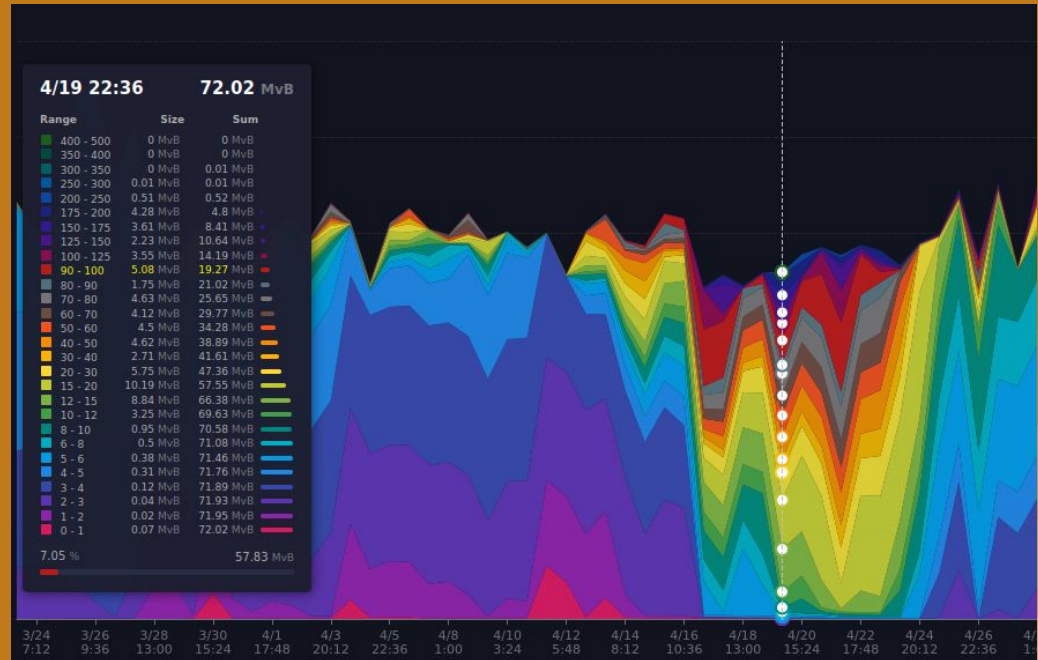 4/19 22:36 72.02 MvB
Range Size Sum
400 - 500 0 MvB 0 MvB
350 - 400 0 MvB 0 MvB
300 - 350 0 MvB 0.01 MvB
250 - 300 0.01 MvB 0.01 MvB
200 - 250 0.51 MvB 0.52 MvB
175 - 200 4.28 MvB 4.8 MvB
150 - 175 3.61 MvB 8.41 MvB
125 - 150 2.23 MvB 10.64 MvB
100 - 125 3.55 MvB 14.19 MvB
90 - 100 5.08 MvB 19.27 MvB
80 - 90 1.75 MvB 21.02 MvB
70 - 80 4.63 MvB 25.65 MvB
60 - 70 4.12 MvB 29.77 MvB
50 - 60 4.5 MvB 34.28 MvB
40 - 50 4.62 MvB 38.89 MvB
30 - 40 2.71 MvB 41.61 MvB
20 - 30 5.75 MvB 47.36 MvB
15 - 20 10.19 MvB 57.55 MvB
12 - 15 8.84 MvB 66.38 MvB
10 - 12 3.25 MvB 69.63 MvB
8 - 10 0.95 MvB 70.58 MvB
6 - 8 0.5 MvB 71.08 MvB
5 - 6 0.38 MvB 71.46 MvB
4 - 5 0.31 MvB 71.76 MvB
3 - 4 0.12 MvB 71.89 MvB
2 - 3 0.04 MvB 71.93 MvB
1 - 2 0.02 MvB 71.95 MvB
0 - 1 0.07 MvB 72.02 MvB
7.05 % 57.83 MvB
3/24 3/26 3/28 3/30 4/1 4/3 4/5 4/8 4/10 4/12 4/14 4/16 4/18 4/20 4/22 4/24 4/26
7:12 9:36 13:00 15:24 17:48 20:12 22:36 1:00 3:24 5:48 8:12 10:36 13:00 15:24 17:48 20:12 22:36